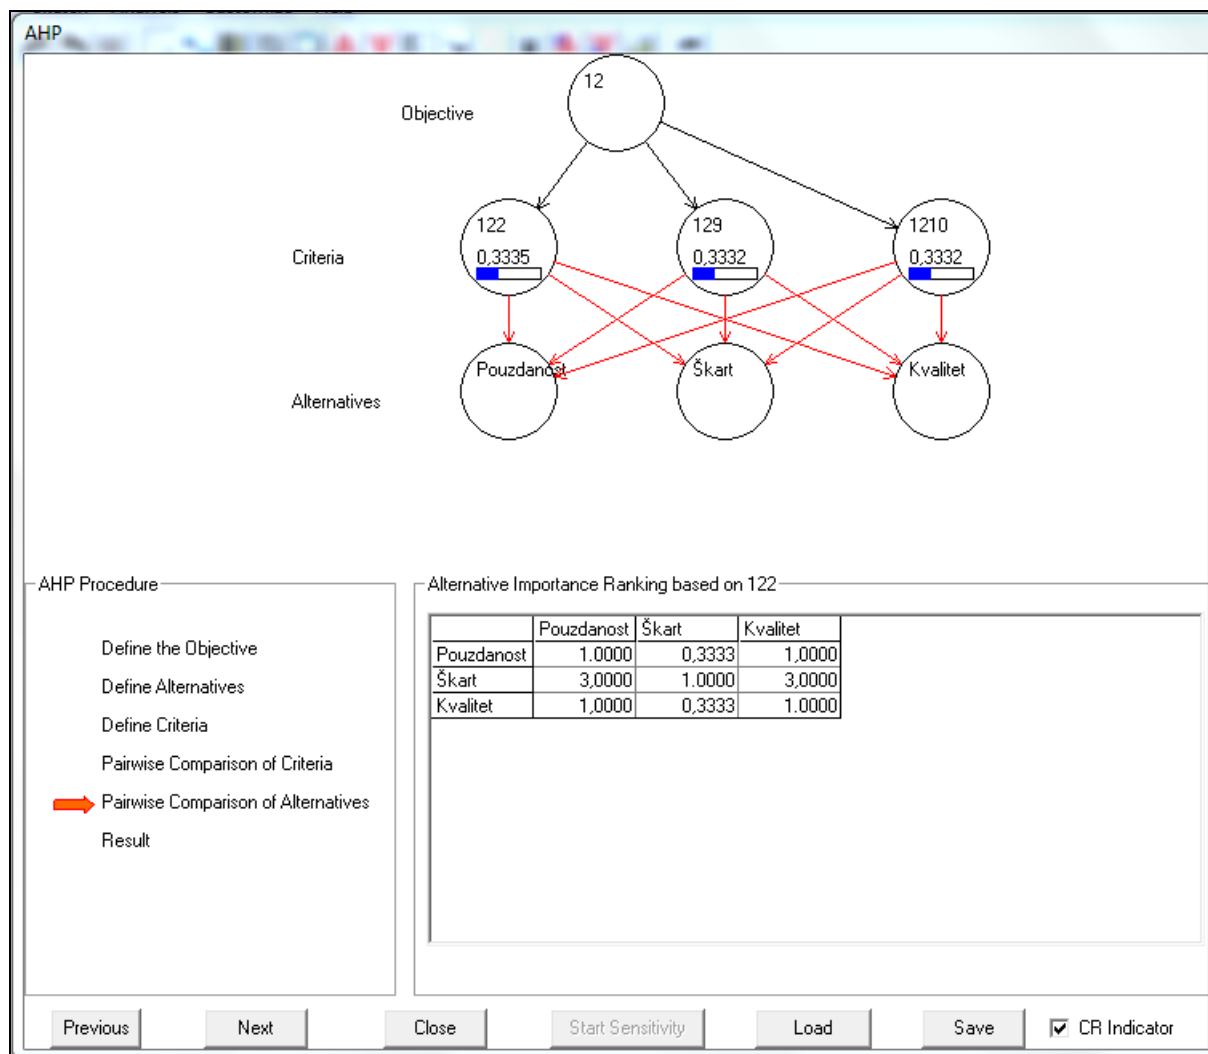 AHP
12
Objective
122
129
1210
0,3335
0,3332
0,3332
Criteria
Pouzdanost
Škart
Kvalitet
Alternatives
AHP Procedure
Define the Objective
Define Alternatives
Define Criteria
Pairwise Comparison of Criteria
Pairwise Comparison of Alternatives
Result
Alternative Importance Ranking based on 122
Pouzdanost Škart Kvalitet
Pouzdanost 1.0000 0,3333 1,0000
Škart 3,0000 1.0000 3,0000
Kvalitet 1,0000 0,3333 1.0000
Previous Next Close Start Sensitivity Load Save CR Indicator